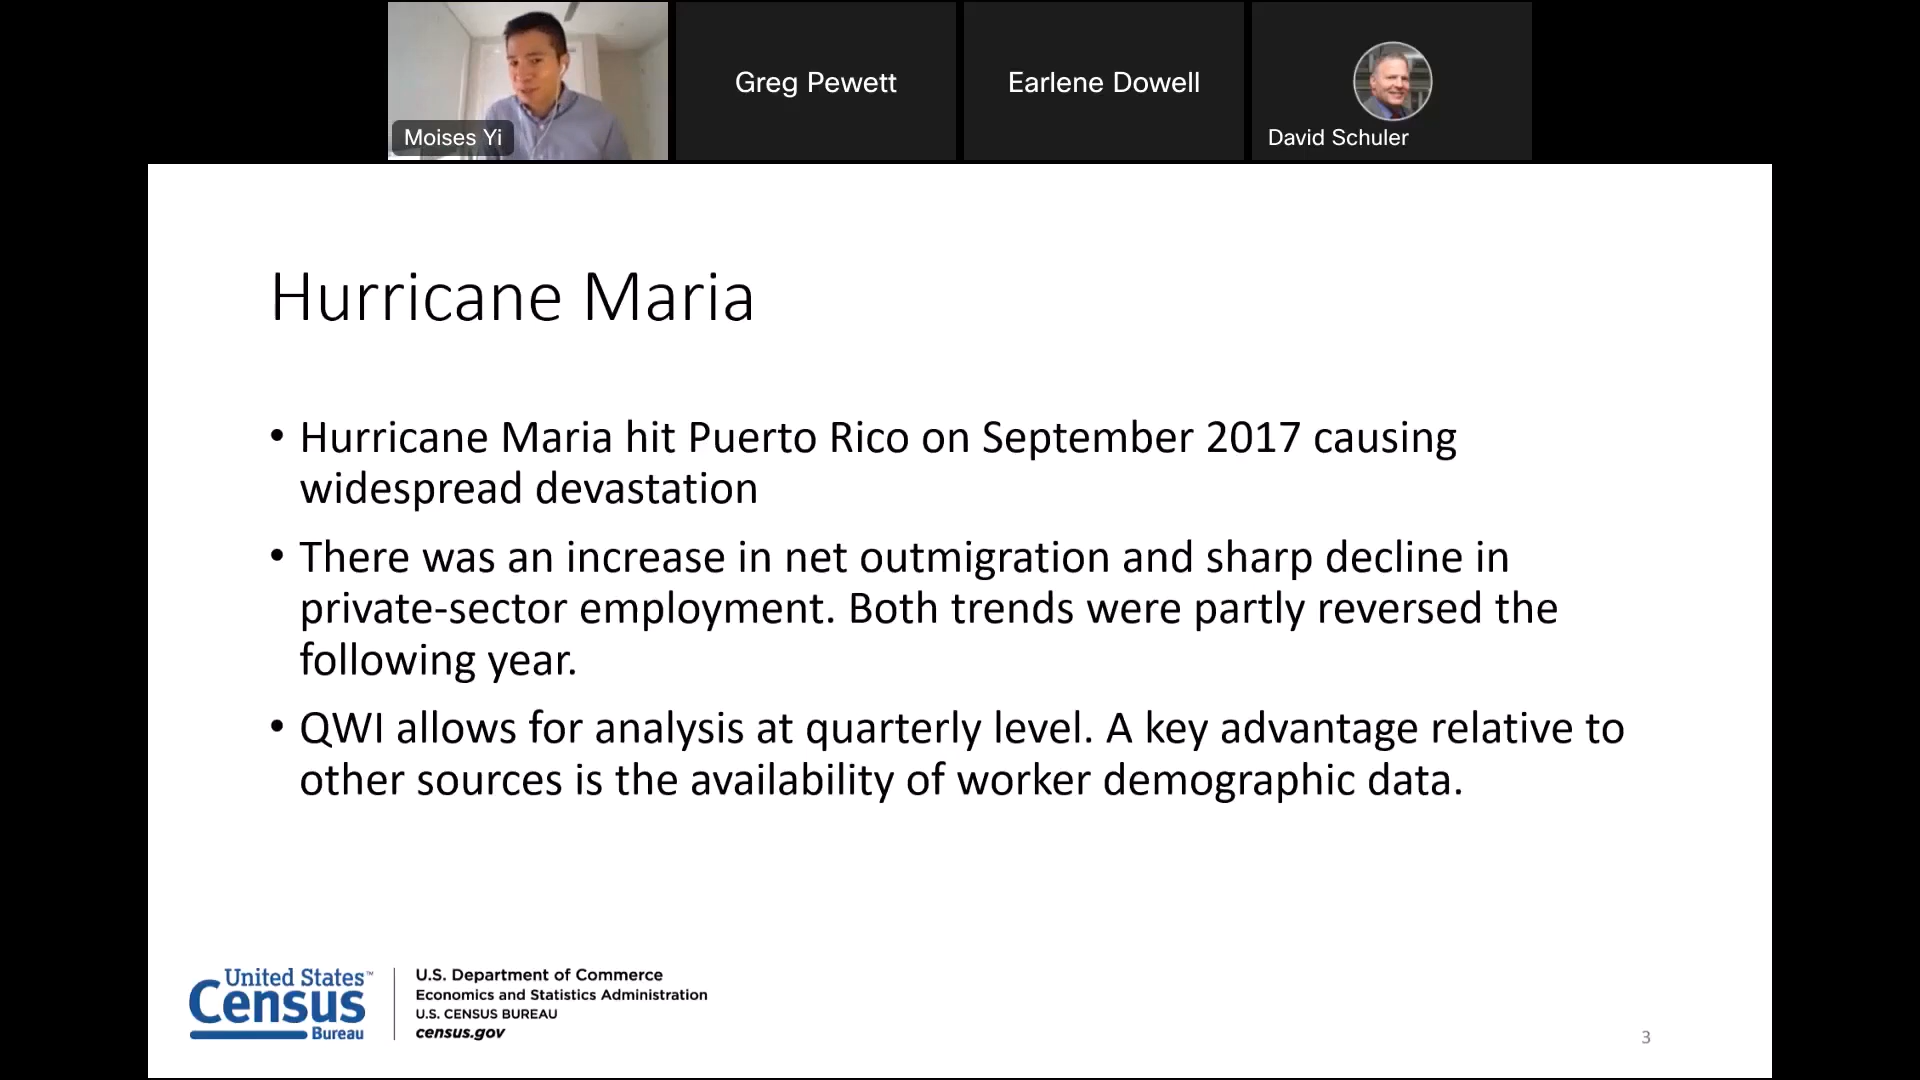 Moises Yi
Greg Pewett
Earlene Dowell
David Schuler
Hurricane Maria
• Hurricane Maria hit Puerto Rico on September 2017 causing
widespread devastation
• There was an increase in net outmigration and sharp decline in
private-sector employment. Both trends were partly reversed the
following year.
• QWI allows for analysis at quarterly level. A key advantage relative to
other sources is the availability of worker demographic data.
United States™
Census
Bureau
U.S. Department of Commerce
Economics and Statistics Administration
U.S. CENSUS BUREAU
census.gov
3